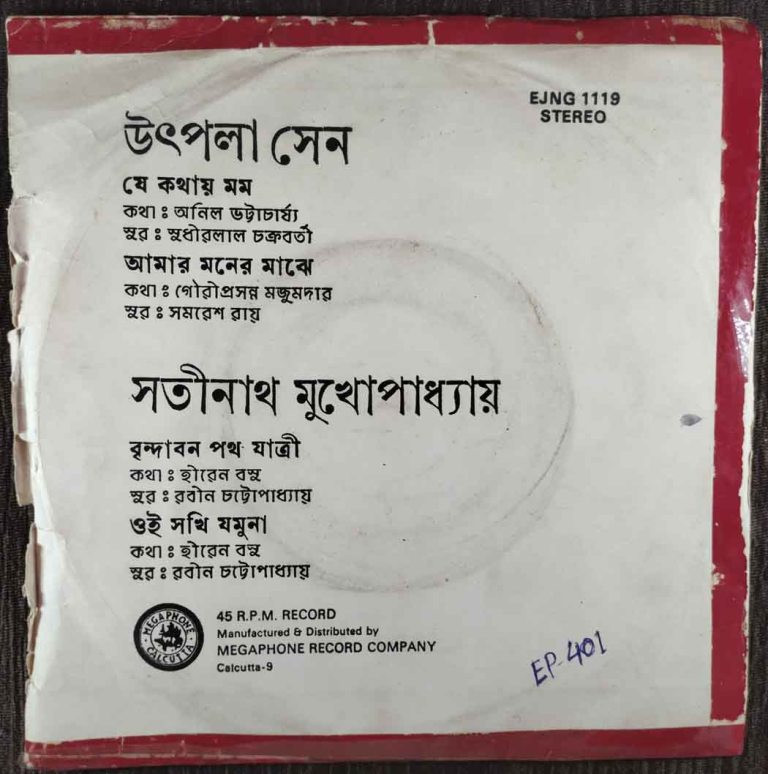 EJNG 1119
STEREO
উৎপলা সেন
যে কথায় মম
কথা : অনিল ভট্টাচার্য্য
সুর : সুধীরলাল চক্রবর্তী
আমার মনের মাঝে
কথা : গৌরীপ্রসন্ন মজুমদার
সুর : সমরেশ রায়
সতীনাথ মুখোপাধ্যায়
বৃন্দাবন পথ যাত্রী
কথা : হীরেন বসু
সুর : রবীন চট্টোপাধ্যায়
ওই সখি যমুনা
কথা : হীরেন বসু
সুর : রবীন চট্টোপাধ্যায়
MEGAPHONE
CALCUTTA
45 R.P.M. RECORD
Manufactured & Distributed by
MEGAPHONE RECORD COMPANY
Calcutta-9
EP-401